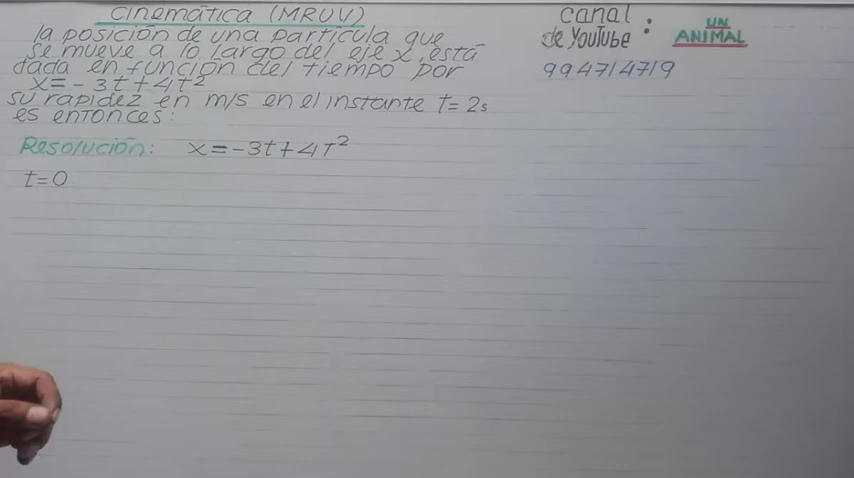 cinemática (MRUV)
la posición de una partícula que
se mueve a lo largo del eje x, está
dada en función del tiempo por
x=-3t+4t²
su rapidez en m/s en el instante t=2s
es entonces:
canal
de YouTube :
UN
ANIMAL
994714719
Resolución: x=-3t+4t²
t=0